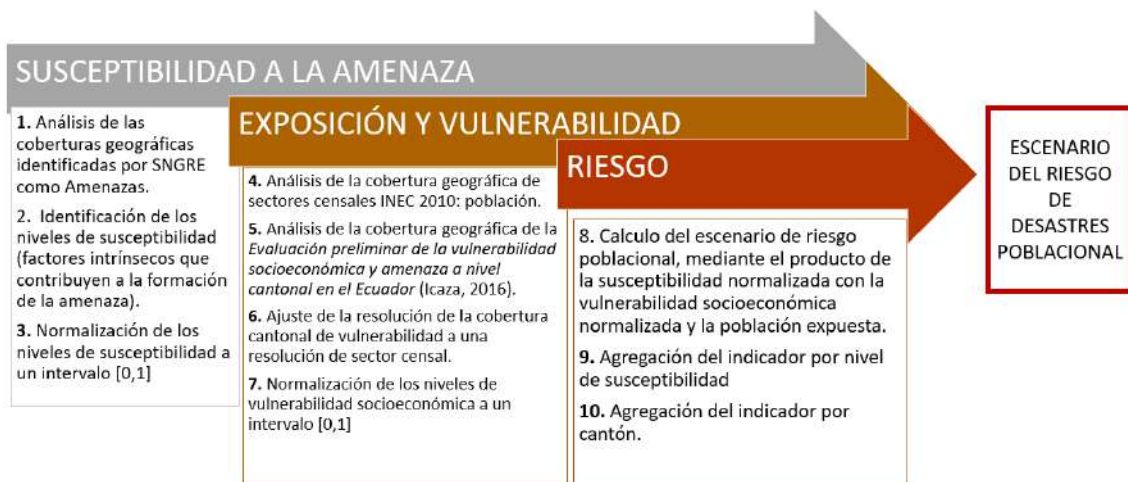 SUSCEPTIBILIDAD A LA AMENAZA
1. Análisis de las
coberturas geográficas
identificadas por SNGRE
como Amenazas.
2. Identificación de los
niveles de susceptibilidad
(factores intrínsecos que
contribuyen a la formación
de la amenaza).
3. Normalización de los
niveles de susceptibilidad a
un intervalo [0,1]
EXPOSICIÓN Y VULNERABILIDAD
4. Análisis de la cobertura geográfica de
sectores censales INEC 2010: población.
5. Análisis de la cobertura geográfica de la
Evaluación preliminar de la vulnerabilidad
socioeconómica y amenaza a nivel
cantonal en el Ecuador (Icaza, 2016).
6. Ajuste de la resolución de la cobertura
cantonal de vulnerabilidad a una
resolución de sector censal.
7. Normalización de los niveles de
vulnerabilidad socioeconómica a un
intervalo [0,1]
RIESGO
8. Calculo del escenario de riesgo
poblacional, mediante el producto de
la susceptibilidad normalizada con la
vulnerabilidad socioeconómica
normalizada y la población expuesta.
9. Agregación del indicador por nivel
de susceptibilidad
10. Agregación del indicador por
cantón.
ESCENARIO
DEL RIESGO
DE
DESASTRES
POBLACIONAL